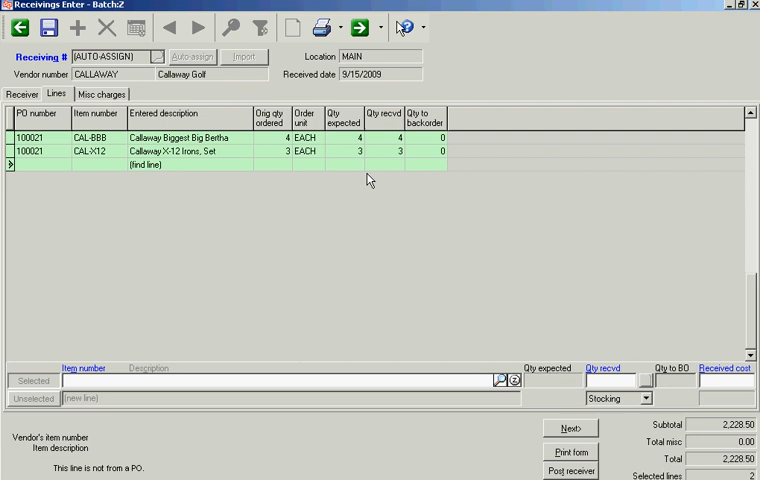 Receivings Enter - Batch:Z
Receiving # (AUTO-ASSIGN) Auto-assign Import Location MAIN
Vendor number CALLAWAY Callaway Golf Received date 9/15/2009
Receiver Lines Misc charges
PO number Item number Entered description Orig qty ordered Order unit Qty expected Qty recvd Qty to backorder
100021 CAL-BBB Callaway Biggest Big Bertha 4 EACH 4 4 0
100021 CAL-X12 Callaway X-12 Irons, Set 3 EACH 3 3 0
(find line)
Item number Description Qty expected Qty recvd Qty to BO Received cost
Selected
Unselected (new line) Stocking
Next> Subtotal 2,228.50
Vendor's item number
Item description
Total misc 0.00
Print form Total 2,228.50
This line is not from a PO.
Post receiver Selected lines 2